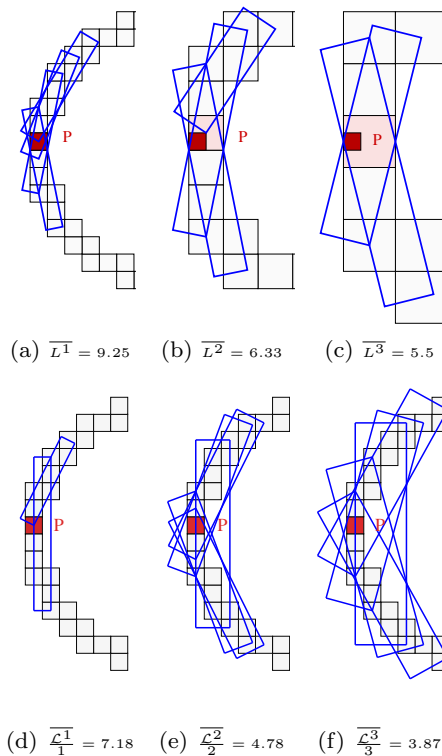 P
P
P
(a) $\overline{L^1}$ = 9.25 (b) $\overline{L^2}$ = 6.33 (c) $\overline{L^3}$ = 5.5
P
P
P
(d) $\frac{\overline{\mathcal{L}^1}}{1}$ = 7.18 (e) $\frac{\overline{\mathcal{L}^2}}{2}$ = 4.78 (f) $\frac{\overline{\mathcal{L}^3}}{3}$ = 3.87